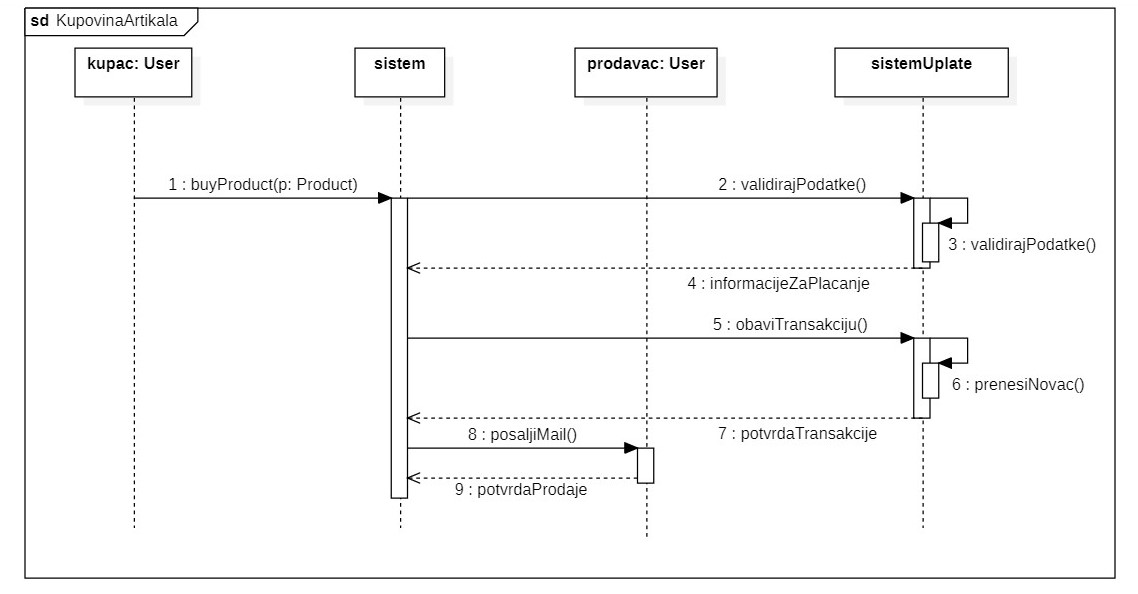 sd KupovinaArtikala
kupac: User
sistem
prodavac: User
sistemUplate
1 : buyProduct(p: Product)
2 : validirajPodatke()
3 : validirajPodatke()
4 : informacijeZaPlacanje
5 : obaviTransakciju()
6 : prenesiNovac()
7 : potvrdaTransakcije
8 : posaljiMail()
9 : potvrdaProdaje